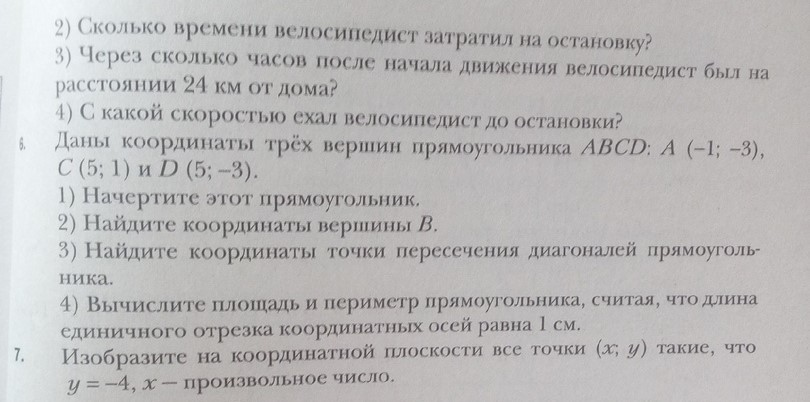 2) Сколько времени велосипедист затратил на остановку?
3) Через сколько часов после начала движения велосипедист был на
расстоянии 24 км от дома?
4) С какой скоростью ехал велосипедист до остановки?
6. Даны координаты трёх вершин прямоугольника ABCD: A (−1; −3),
C (5; 1) и D (5; −3).
1) Начертите этот прямоугольник.
2) Найдите координаты вершины B.
3) Найдите координаты точки пересечения диагоналей прямоуголь-
ника.
4) Вычислите площадь и периметр прямоугольника, считая, что длина
единичного отрезка координатных осей равна 1 см.
7. Изобразите на координатной плоскости все точки (x; y) такие, что
y = −4, x — произвольное число.